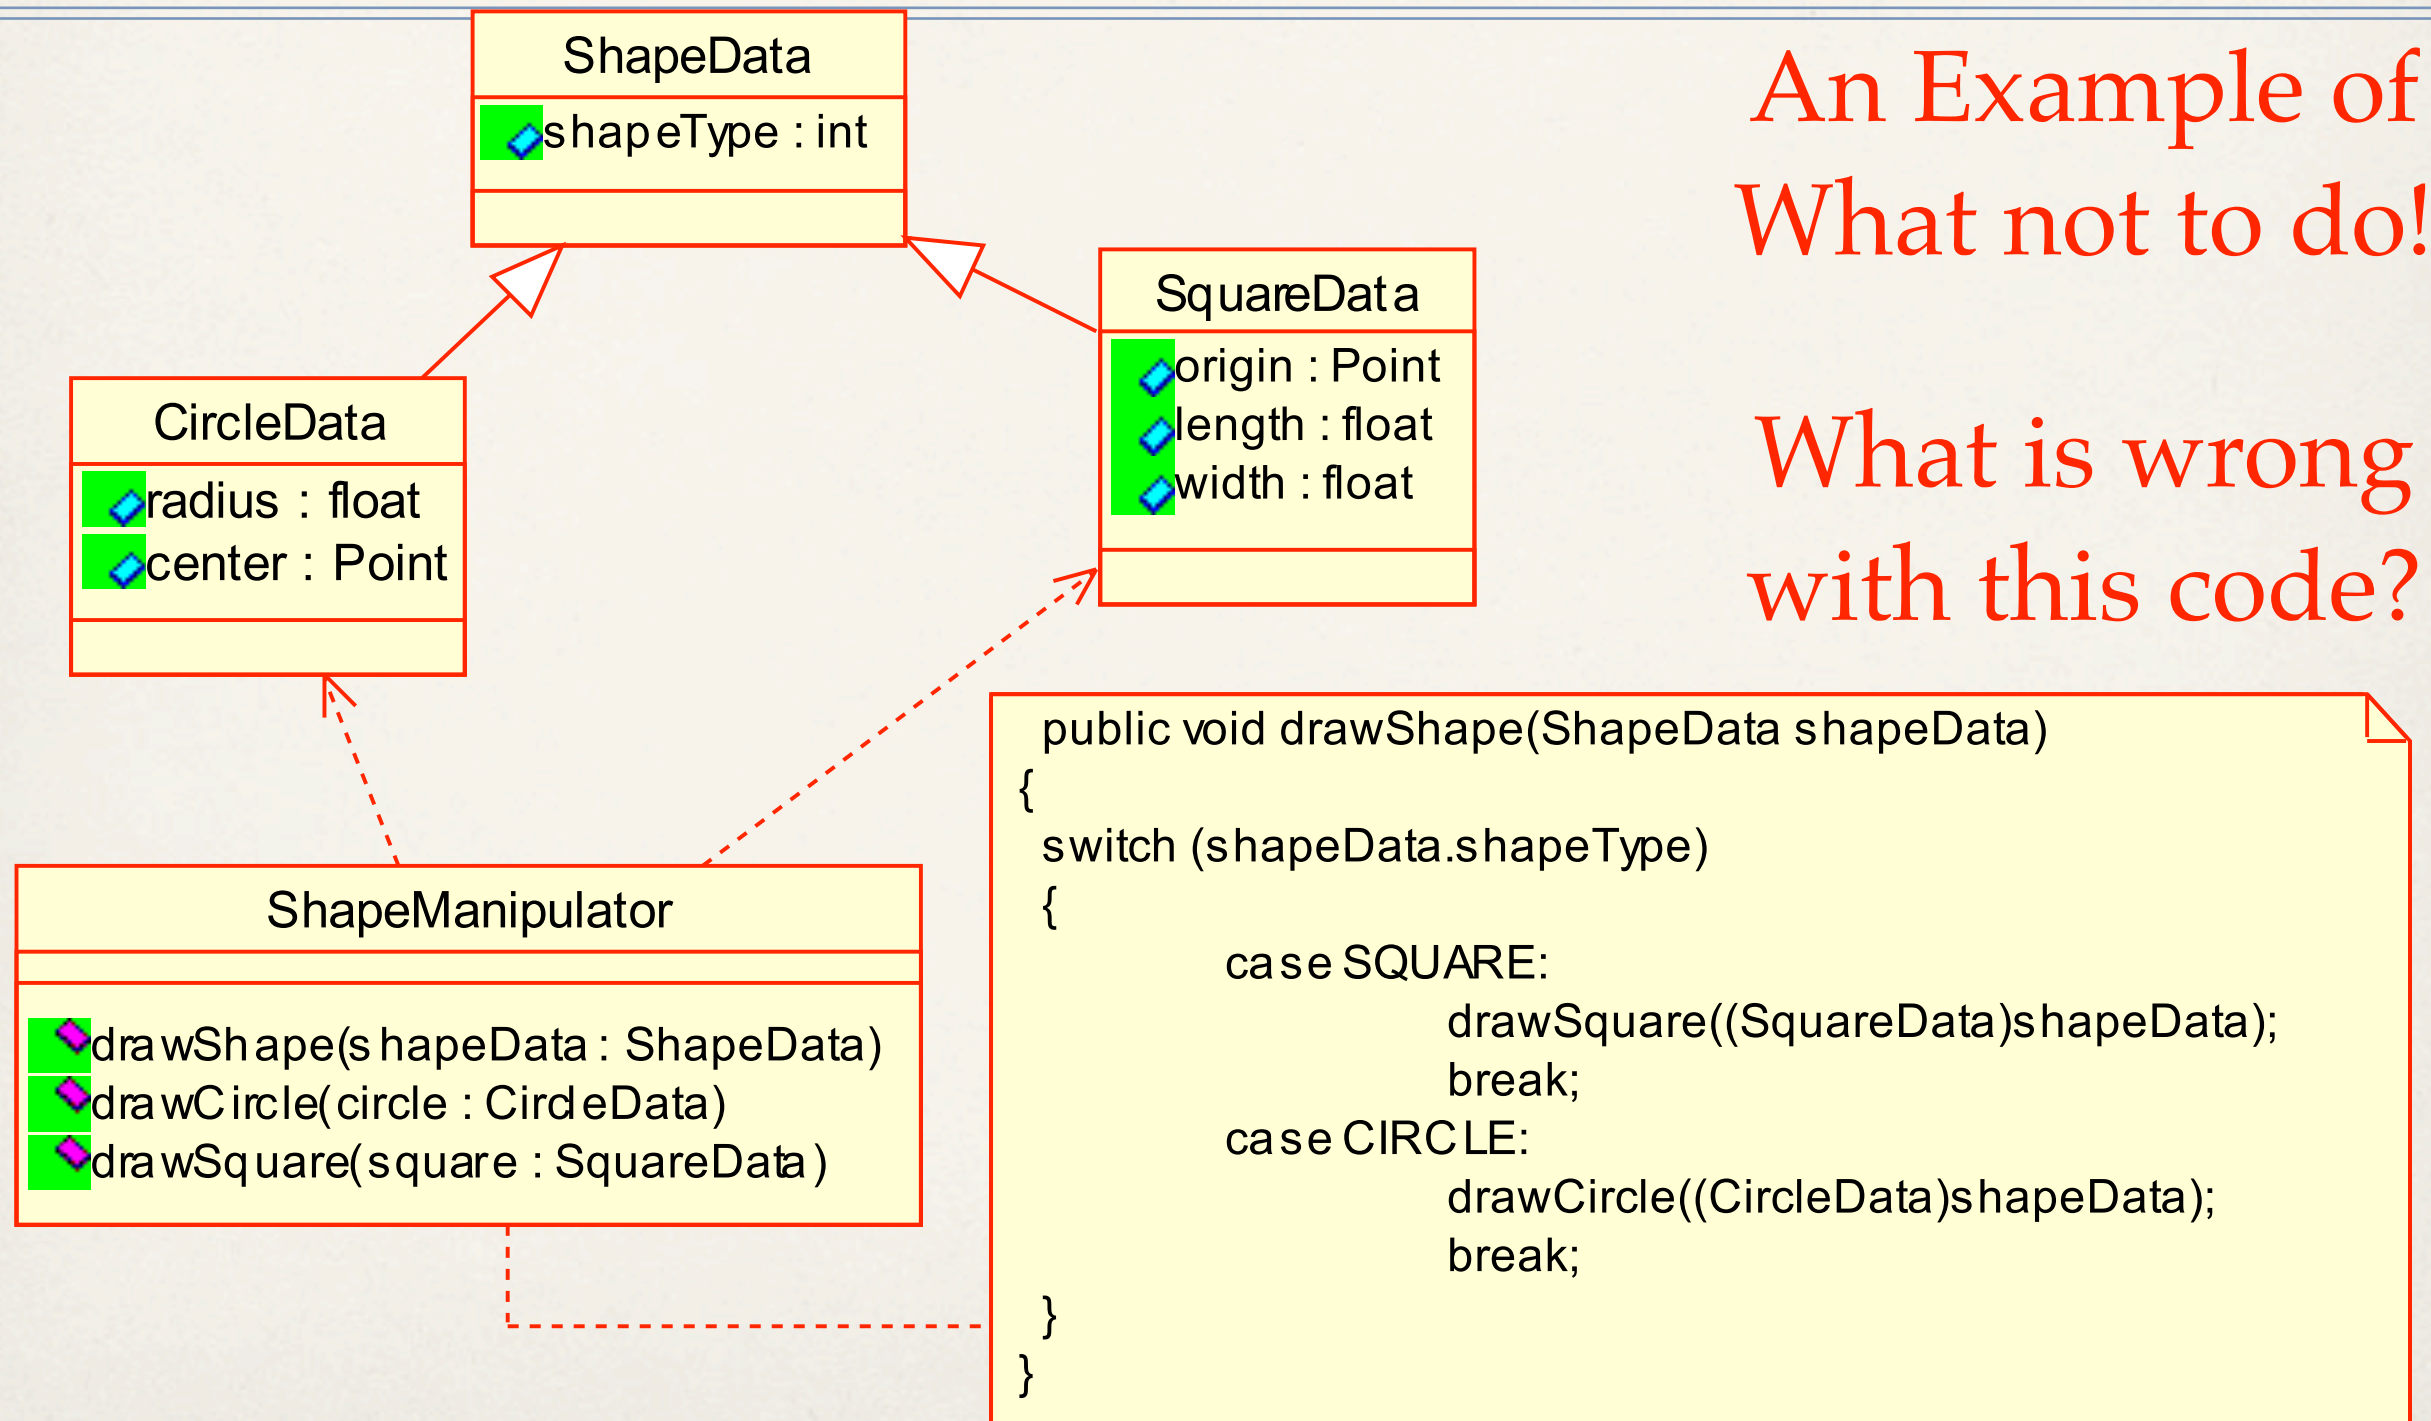 ShapeData
shapeType : int
An Example of
What not to do!
SquareData
origin : Point
length : float
width : float
CircleData
radius : float
center : Point
What is wrong
with this code?
ShapeManipulator
drawShape(shapeData : ShapeData)
drawCircle(circle : CircleData)
drawSquare(square : SquareData)
public void drawShape(ShapeData shapeData)
{
switch (shapeData.shapeType)
{
case SQUARE:
drawSquare((SquareData)shapeData);
break;
case CIRCLE:
drawCircle((CircleData)shapeData);
break;
}
}